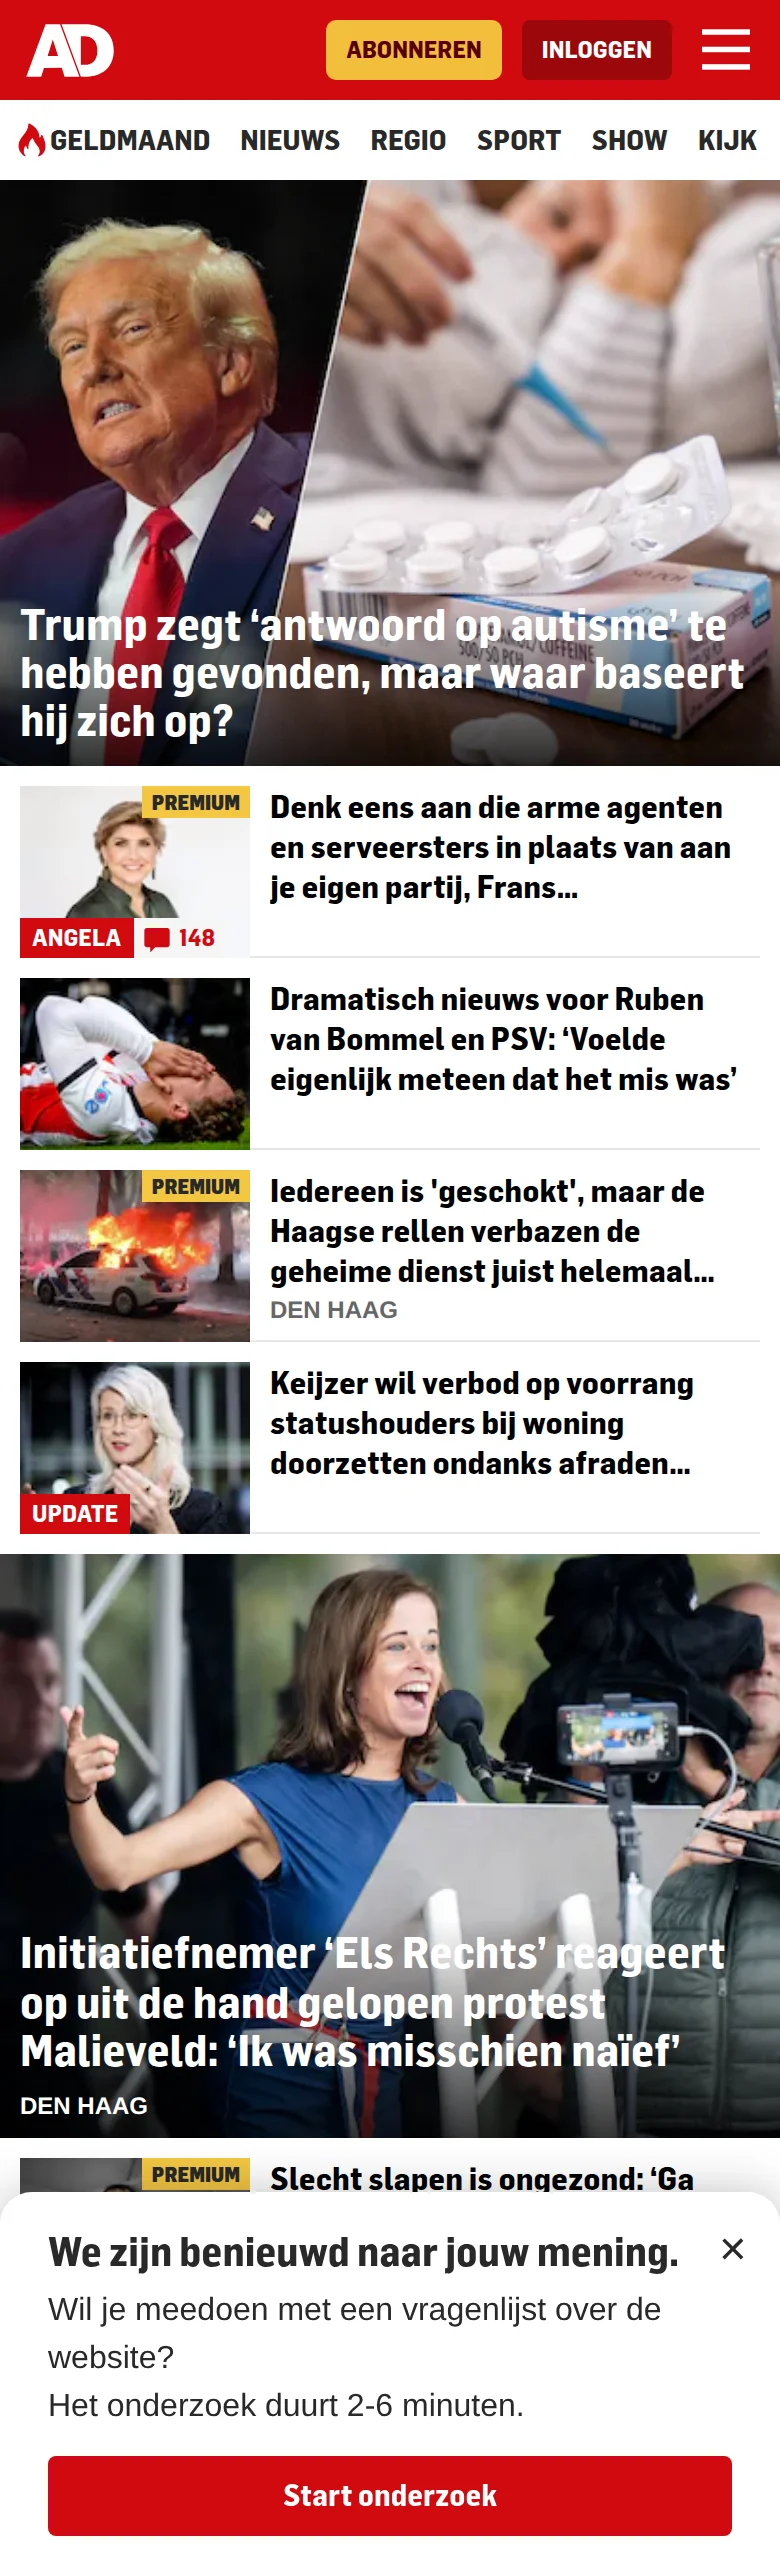 AD
ABONNEREN
INLOGGEN
GELDMAAND NIEUWS REGIO SPORT SHOW KIJK
500/50 PCH
COFFEINE
Trump zegt ‘antwoord op autisme’ te
hebben gevonden, maar waar baseert
hij zich op?
PREMIUM
ANGELA
148
Denk eens aan die arme agenten
en serveersters in plaats van aan
je eigen partij, Frans...
Dramatisch nieuws voor Ruben
van Bommel en PSV: ‘Voelde
eigenlijk meteen dat het mis was’
PREMIUM
Iedereen is 'geschokt', maar de
Haagse rellen verbazen de
geheime dienst juist helemaal...
DEN HAAG
UPDATE
Keijzer wil verbod op voorrang
statushouders bij woning
doorzetten ondanks afraden...
Initiatiefnemer ‘Els Rechts’ reageert
op uit de hand gelopen protest
Malieveld: ‘Ik was misschien naïef’
DEN HAAG
PREMIUM
Slecht slapen is ongezond: ‘Ga
We zijn benieuwd naar jouw mening.
Wil je meedoen met een vragenlijst over de
website?
Het onderzoek duurt 2-6 minuten.
Start onderzoek